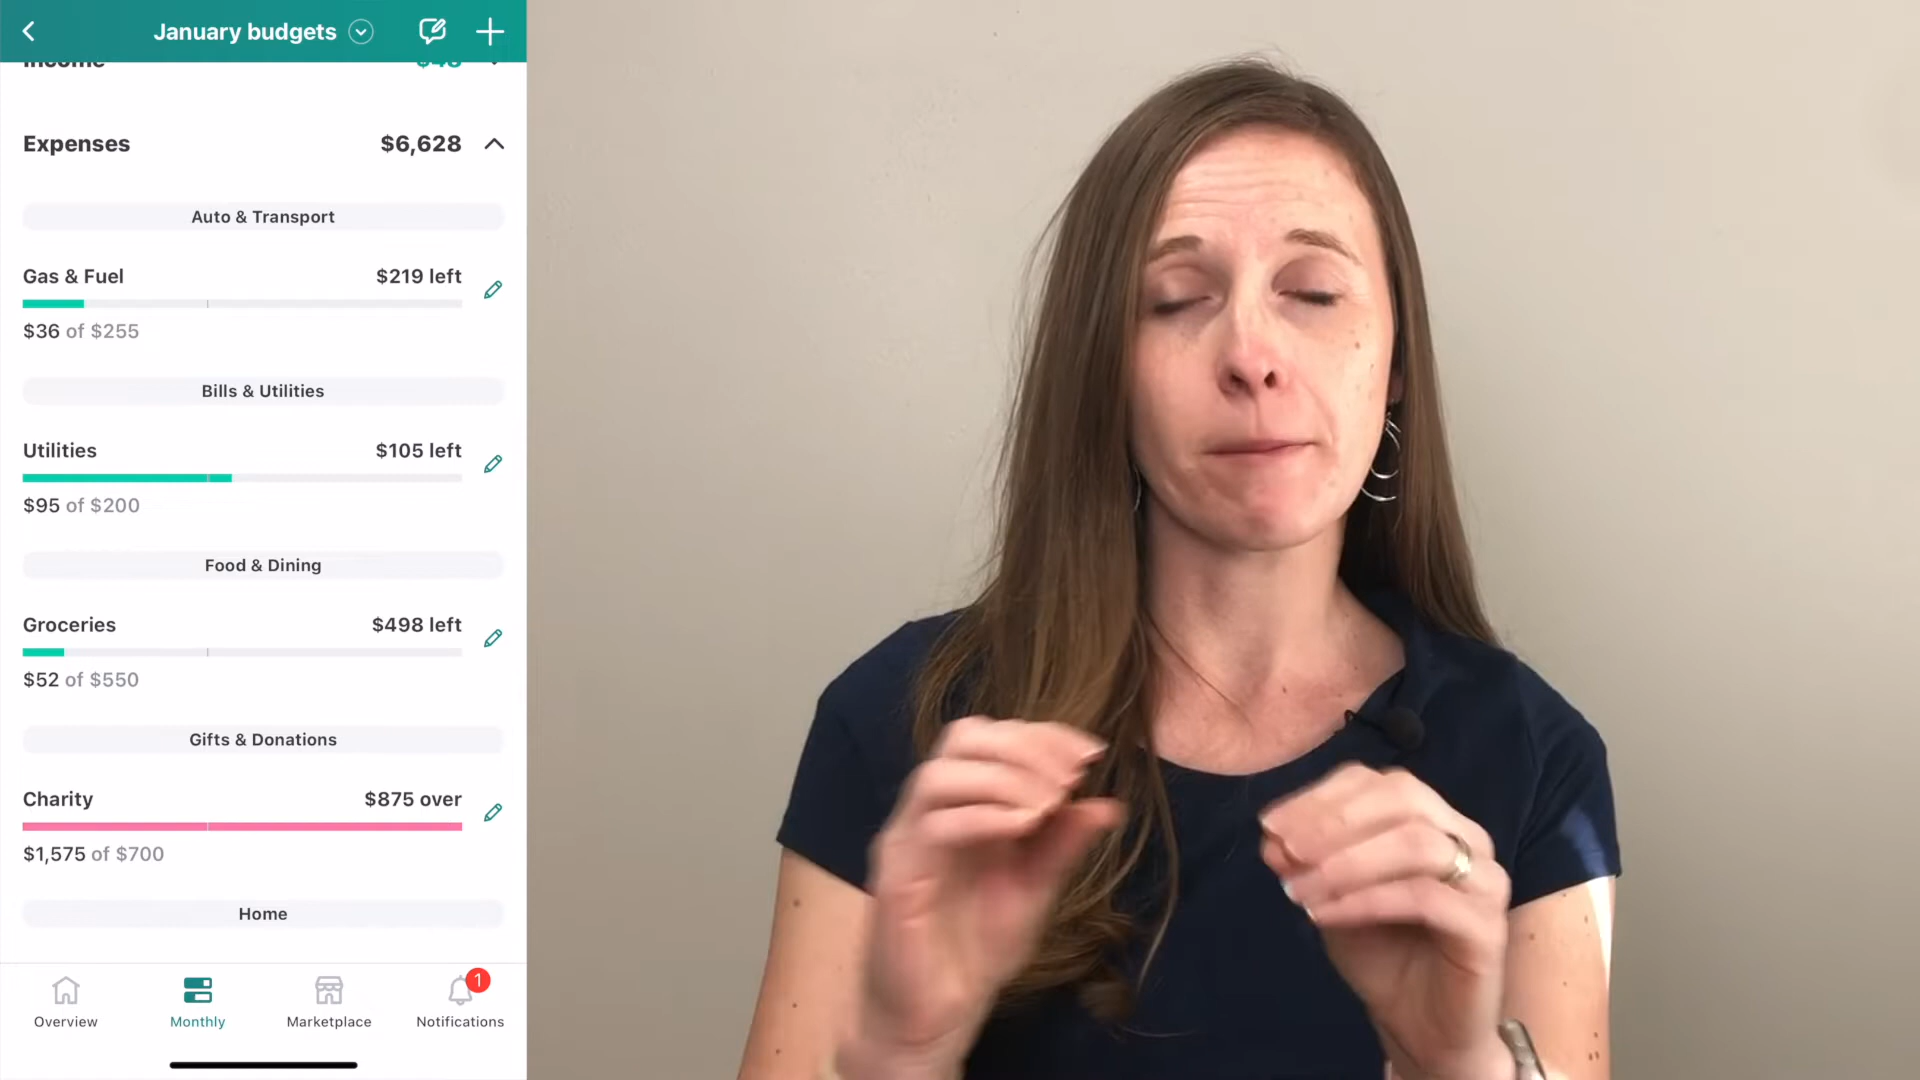 January budgets
Income $48
Expenses $6,628
Auto & Transport
Gas & Fuel $219 left
$36 of $255
Bills & Utilities
Utilities $105 left
$95 of $200
Food & Dining
Groceries $498 left
$52 of $550
Gifts & Donations
Charity $875 over
$1,575 of $700
Home
Overview Monthly Marketplace Notifications 1